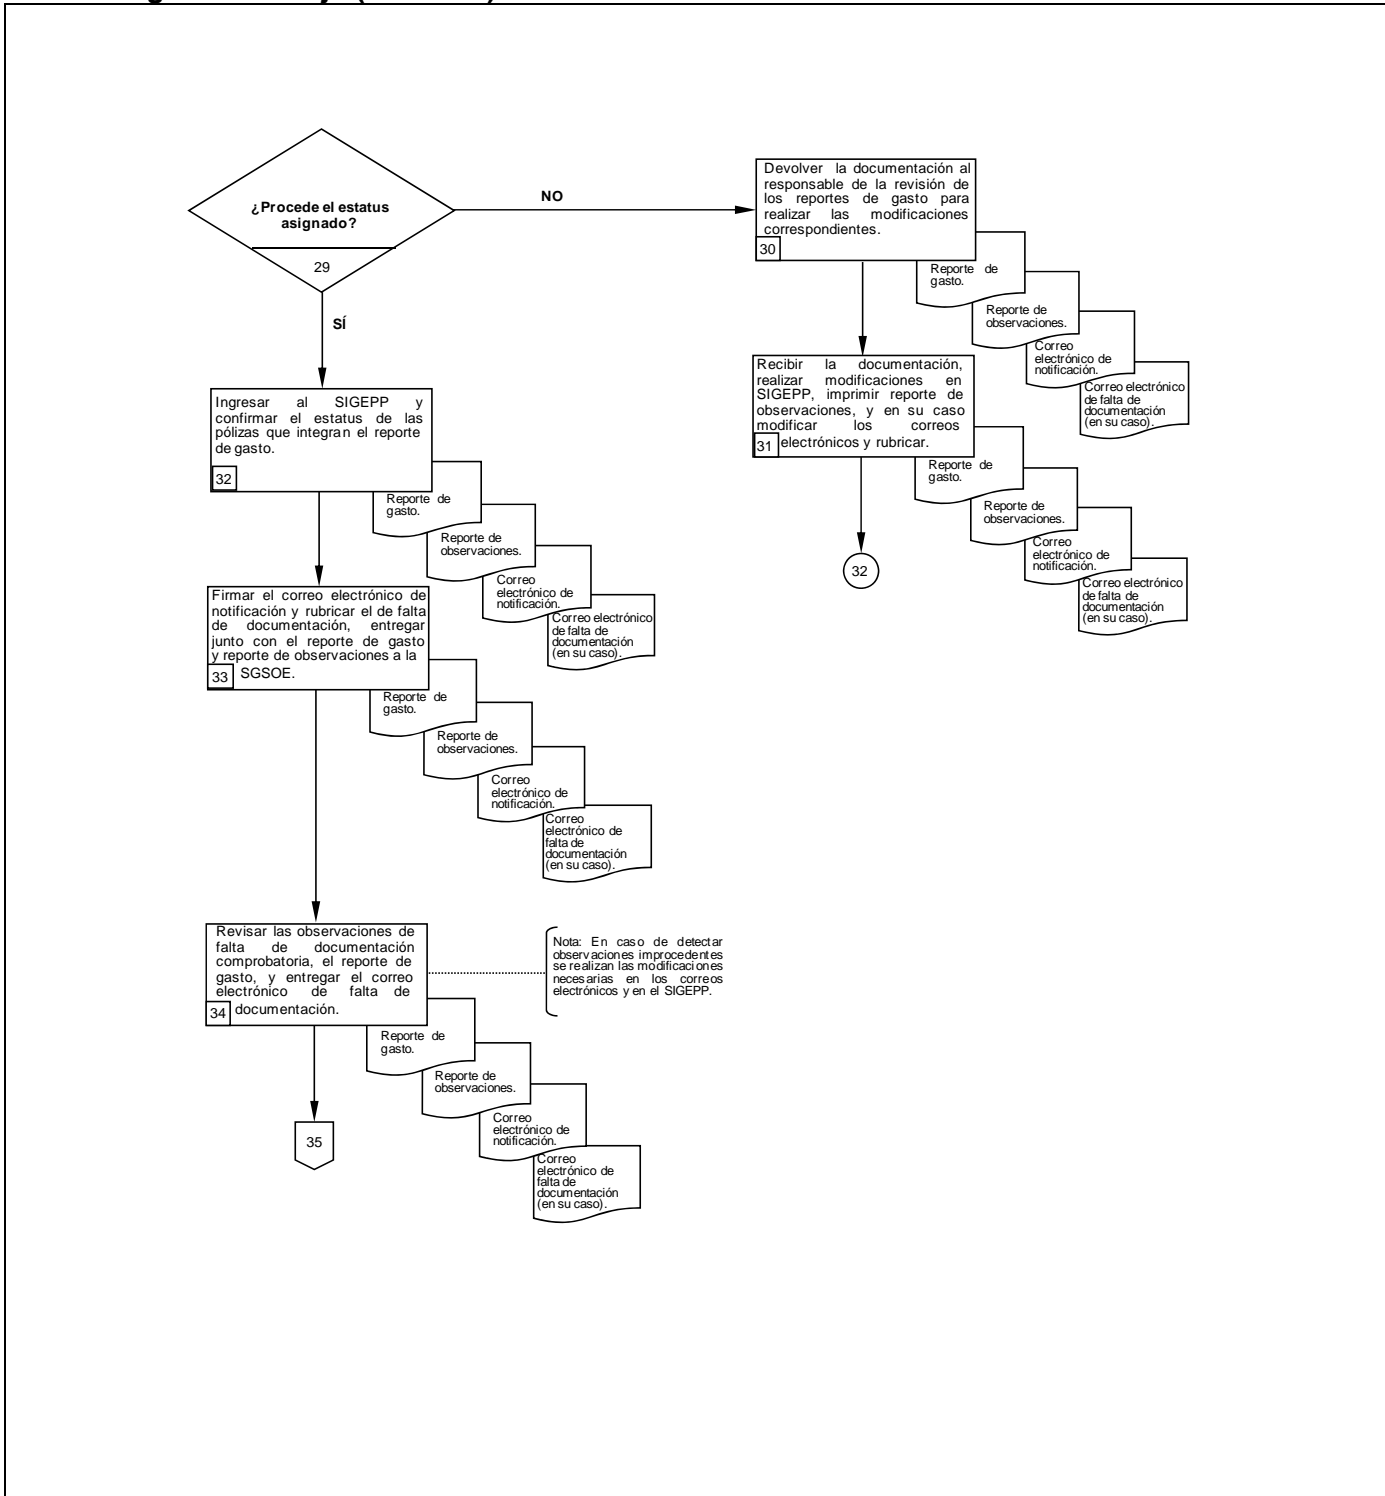 ¿Procede el estatus
asignado?
29
NO
SÍ
Devolver la documentación al
responsable de la revisión de
los reportes de gasto para
realizar las modificaciones
correspondientes.
30
Reporte de
gasto.
Reporte de
observaciones.
Correo
electrónico de
notificación.
Correo electrónico
de falta de
documentación
(en su caso).
Recibir la documentación,
realizar modificaciones en
SIGEPP, imprimir reporte de
observaciones, y en su caso
modificar los correos
electrónicos y rubricar.
31
Reporte de
gasto.
Reporte de
observaciones.
Correo
electrónico de
notificación.
Correo electrónico
de falta de
documentación
(en su caso).
32
Ingresar al SIGEPP y
confirmar el estatus de las
pólizas que integran el reporte
de gasto.
32
Reporte de
gasto.
Reporte de
observaciones.
Correo
electrónico de
notificación.
Correo electrónico
de falta de
documentación
(en su caso).
Firmar el correo electrónico de
notificación y rubricar el de falta
de documentación, entregar
junto con el reporte de gasto
y reporte de observaciones a la
SGSOE.
33
Reporte de
gasto.
Reporte de
observaciones.
Correo
electrónico de
notificación.
Correo
electrónico de
falta de
documentación
(en su caso).
Revisar las observaciones de
falta de documentación
comprobatoria, el reporte de
gasto, y entregar el correo
electrónico de falta de
documentación.
34
Nota: En caso de detectar
observaciones improcedentes
se realizan las modificaciones
necesarias en los correos
electrónicos y en el SIGEPP.
Reporte de
gasto.
Reporte de
observaciones.
Correo
electrónico de
notificación.
Correo
electrónico de
falta de
documentación
(en su caso).
35